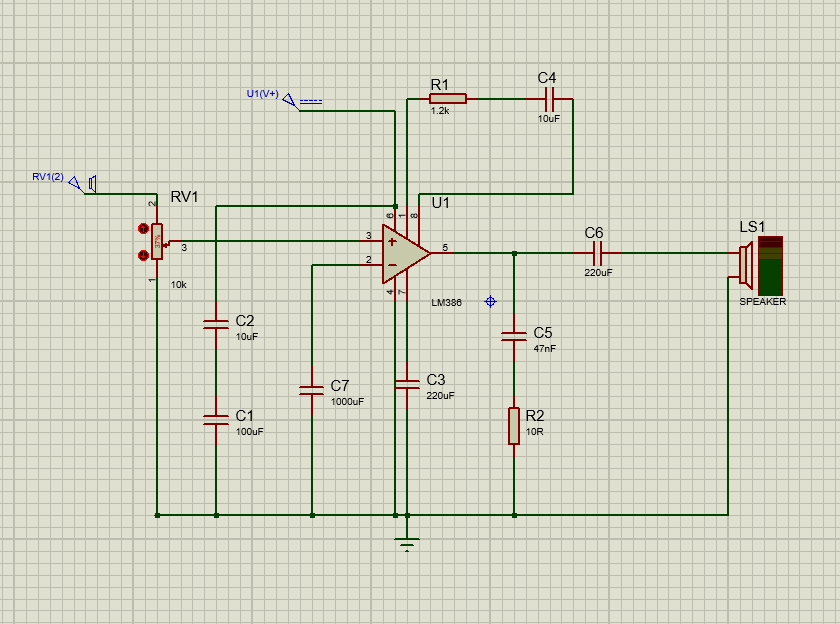 R1
C4
U1(V+)
1.2k
10uF
RV1(2)
RV1
2
6
1
8
U1
3
3
5
2
37%
1
10k
4
7
LM386
C6
220uF
LS1
SPEAKER
C2
10uF
C5
47nF
C7
1000uF
C3
220uF
C1
100uF
R2
10R